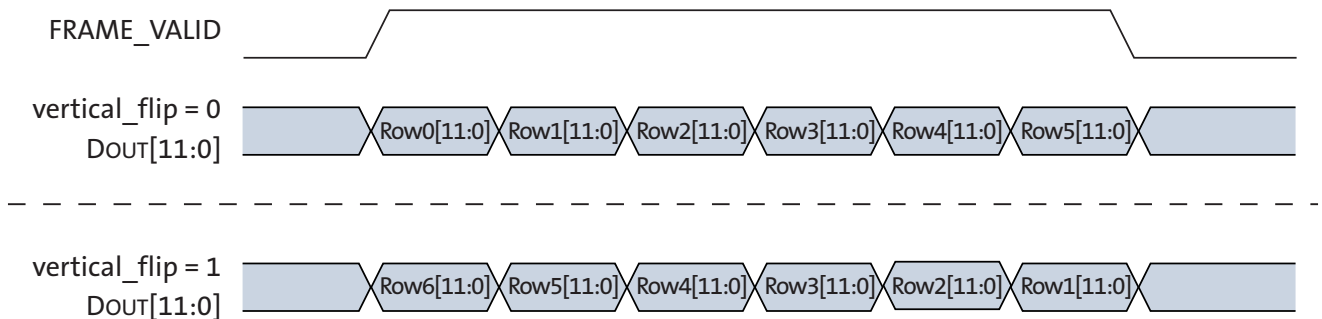 FRAME_VALID
vertical_flip = 0
DOUT[11:0]
Row0[11:0] Row1[11:0] Row2[11:0] Row3[11:0] Row4[11:0] Row5[11:0]
vertical_flip = 1
DOUT[11:0]
Row6[11:0] Row5[11:0] Row4[11:0] Row3[11:0] Row2[11:0] Row1[11:0]